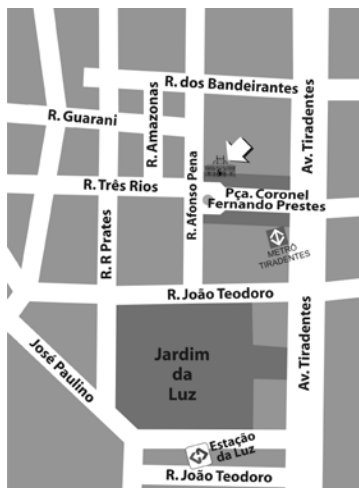 R. dos Bandeirantes
R. Guarani
R. Amazonas
Av. Tiradentes
R. Três Rios
R. Afonso Pena
Pça. Coronel
Fernando Prestes
R. R Prates
METRÔ
TIRADENTES
R. João Teodoro
José Paulino
Jardim
da
Luz
Av. Tiradentes
Estação
da Luz
R. João Teodoro